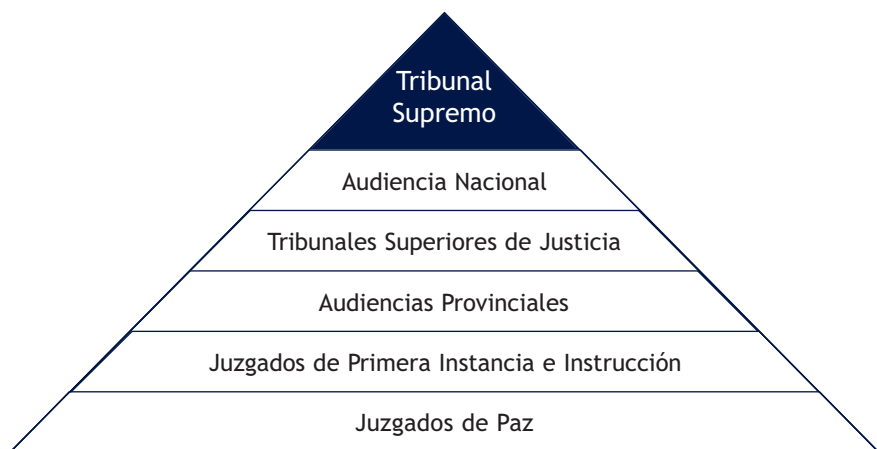 Tribunal
Supremo
Audiencia Nacional
Tribunales Superiores de Justicia
Audiencias Provinciales
Juzgados de Primera Instancia e Instrucción
Juzgados de Paz